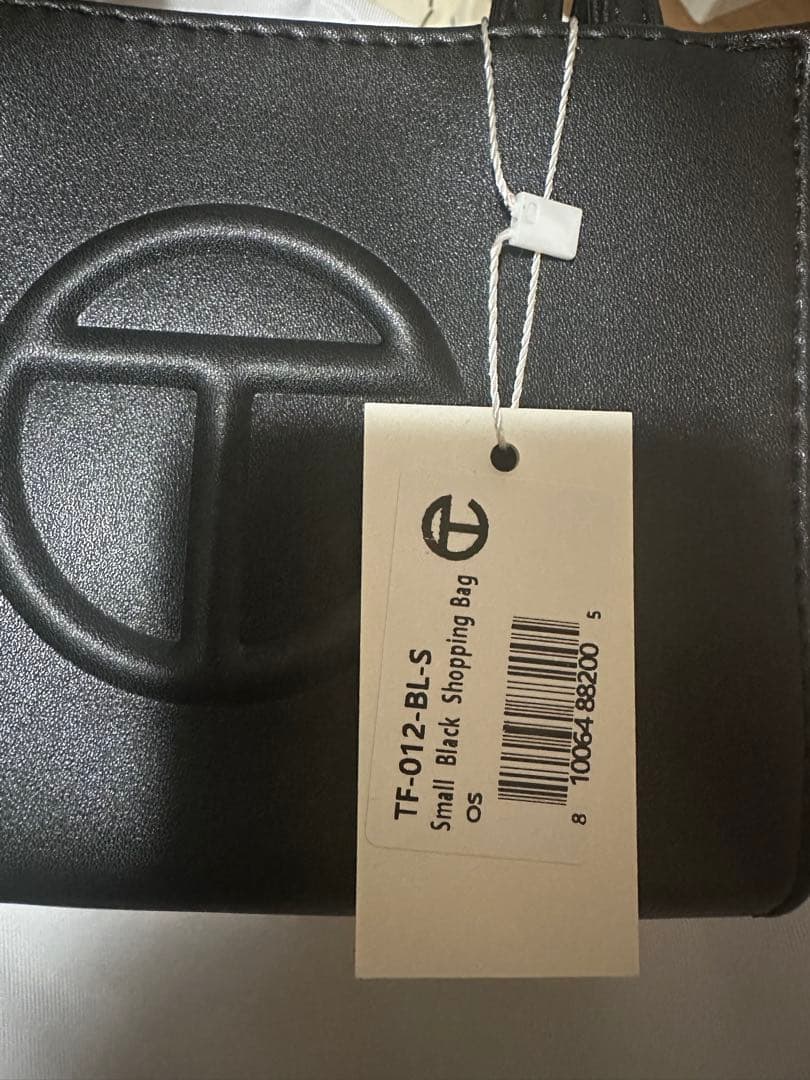 TF-012-BL-S
Small Black Shopping Bag
OS
8 10064 88200 5